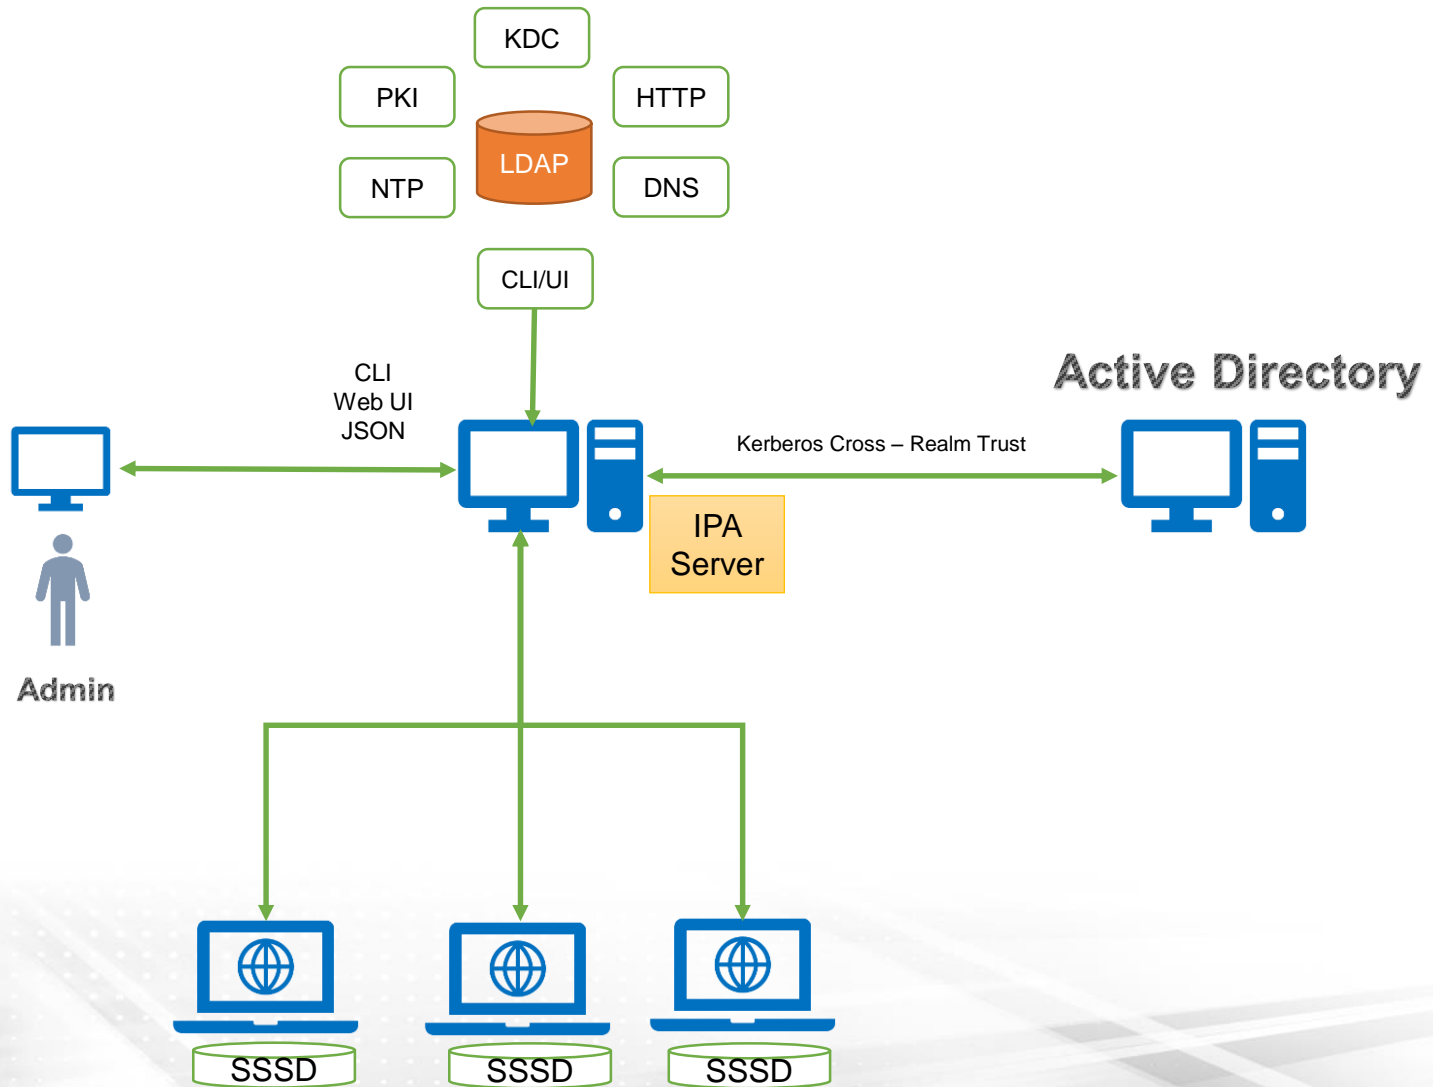 KDC
PKI
HTTP
LDAP
NTP
DNS
CLI/UI
CLI
Web UI
JSON
Active Directory
Kerberos Cross – Realm Trust
IPA
Server
Admin
SSSD
SSSD
SSSD